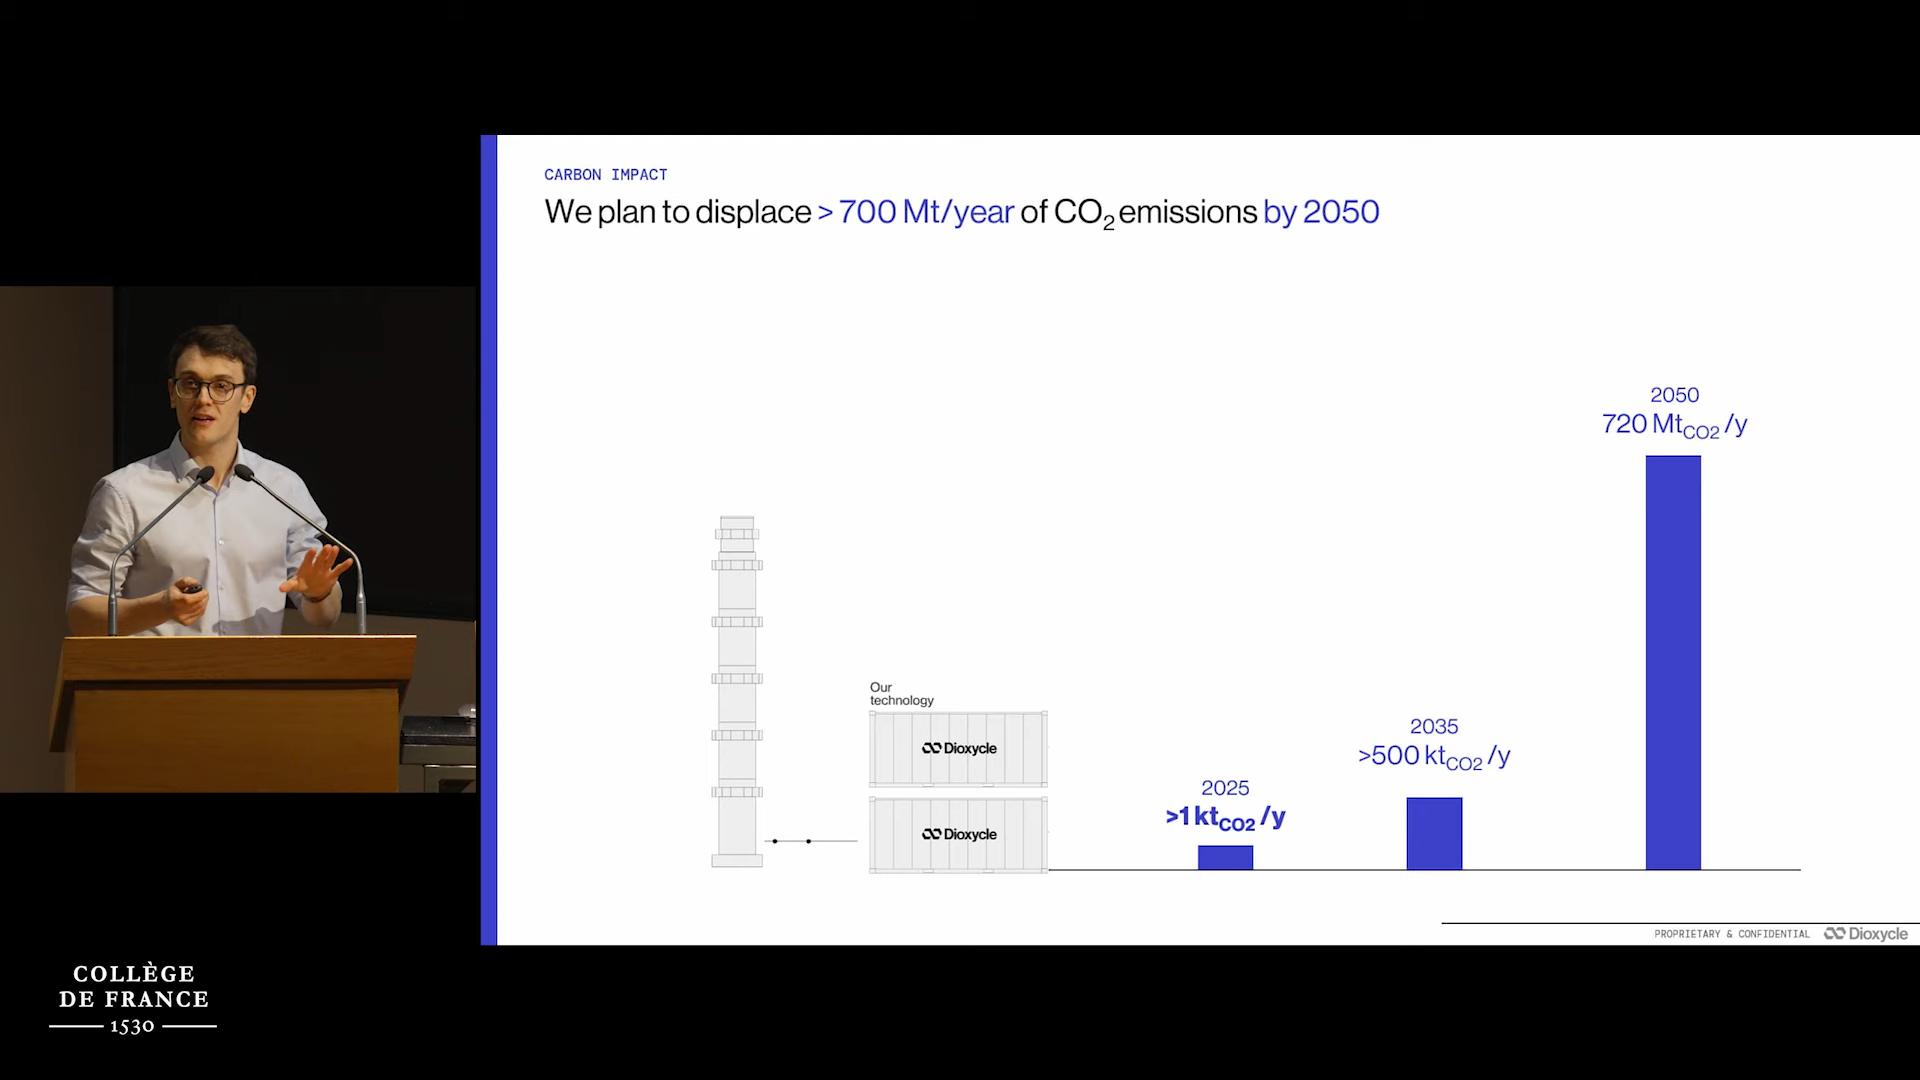 CARBON IMPACT
We plan to displace > 700 Mt/year of CO2 emissions by 2050
2050
720 MtCO2 /y
2035
>500 ktCO2 /y
2025
>1 ktCO2 /y
Our
technology
Dioxycle
Dioxycle
PROPRIETARY & CONFIDENTIAL Dioxycle
COLLÈGE
DE FRANCE
1530